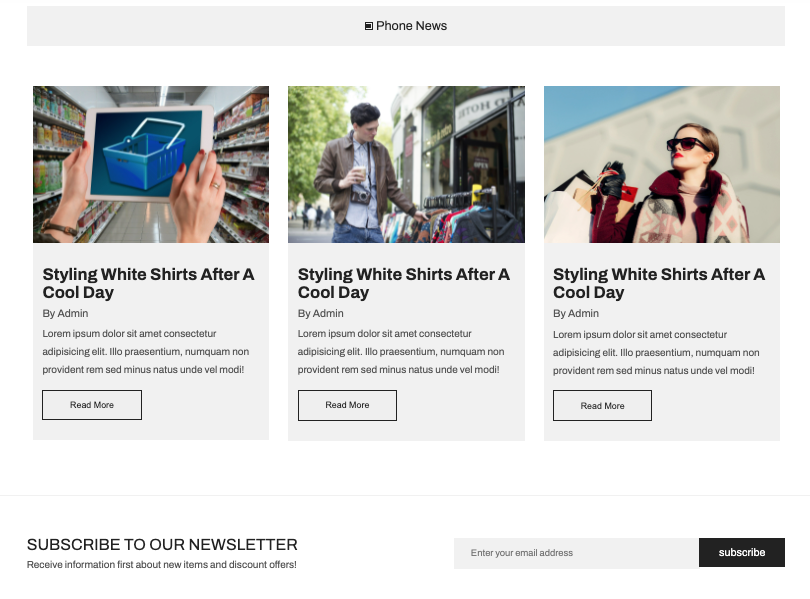 Phone News
HOTE
Styling White Shirts After A
Cool Day
By Admin
Lorem ipsum dolor sit amet consectetur
adipisicing elit. Illo praesentium, numquam non
provident rem sed minus natus unde vel modi!
Read More
Styling White Shirts After A
Cool Day
By Admin
Lorem ipsum dolor sit amet consectetur
adipisicing elit. Illo praesentium, numquam non
provident rem sed minus natus unde vel modi!
Read More
Styling White Shirts After A
Cool Day
By Admin
Lorem ipsum dolor sit amet consectetur
adipisicing elit. Illo praesentium, numquam non
provident rem sed minus natus unde vel modi!
Read More
SUBSCRIBE TO OUR NEWSLETTER
Receive information first about new items and discount offers!
Enter your email address
subscribe